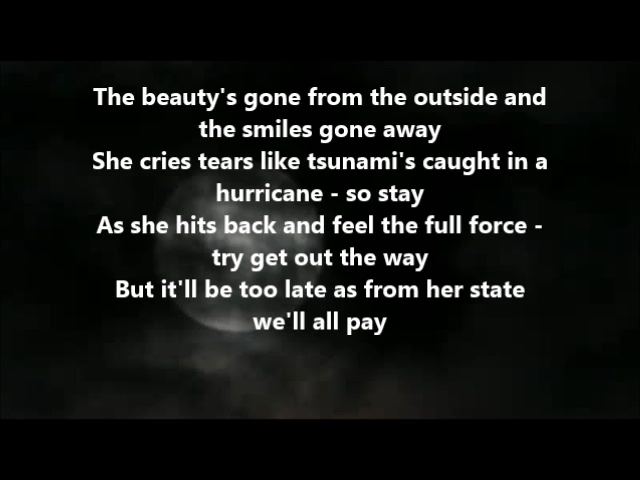 The beauty's gone from the outside and
the smiles gone away
She cries tears like tsunami's caught in a
hurricane - so stay
As she hits back and feel the full force -
try get out the way
But it'll be too late as from her state
we'll all pay